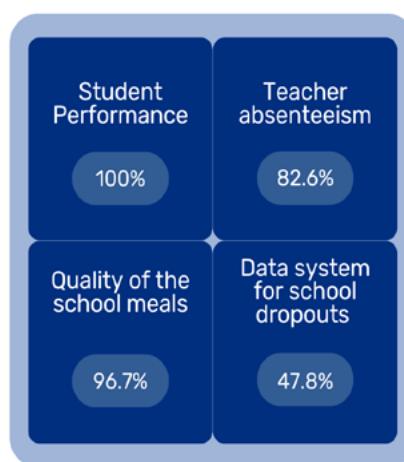 Student
Performance
100%
Teacher
absenteeism
82.6%
Quality of the
school meals
96.7%
Data system
for school
dropouts
47.8%